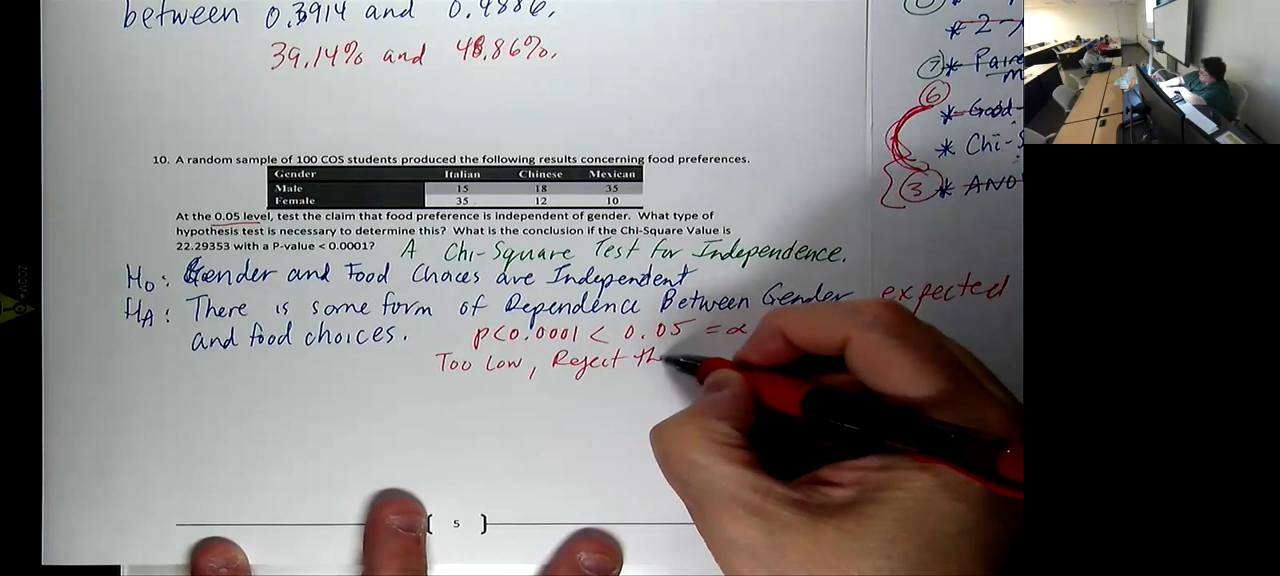 between 0.3914 and 0.4886.
39.14% and 48.86%.
* 2-
⑦* Paire
m
⑥
* Good-
* Chi-S
③* ANO
10. A random sample of 100 COS students produced the following results concerning food preferences.
Gender Italian Chinese Mexican
Male 15 18 35
Female 35 12 10
At the 0.05 level, test the claim that food preference is independent of gender. What type of
hypothesis test is necessary to determine this? What is the conclusion if the Chi-Square Value is
22.29353 with a P-value < 0.0001? A Chi-Square Test for Independence.
H₀: Gender and Food Choices are Independent
Hₐ: There is some form of Dependence Between Gender expected
and food choices. p<0.0001 < 0.05 = α
Too Low, Reject th
{ 5 }
ZOOM